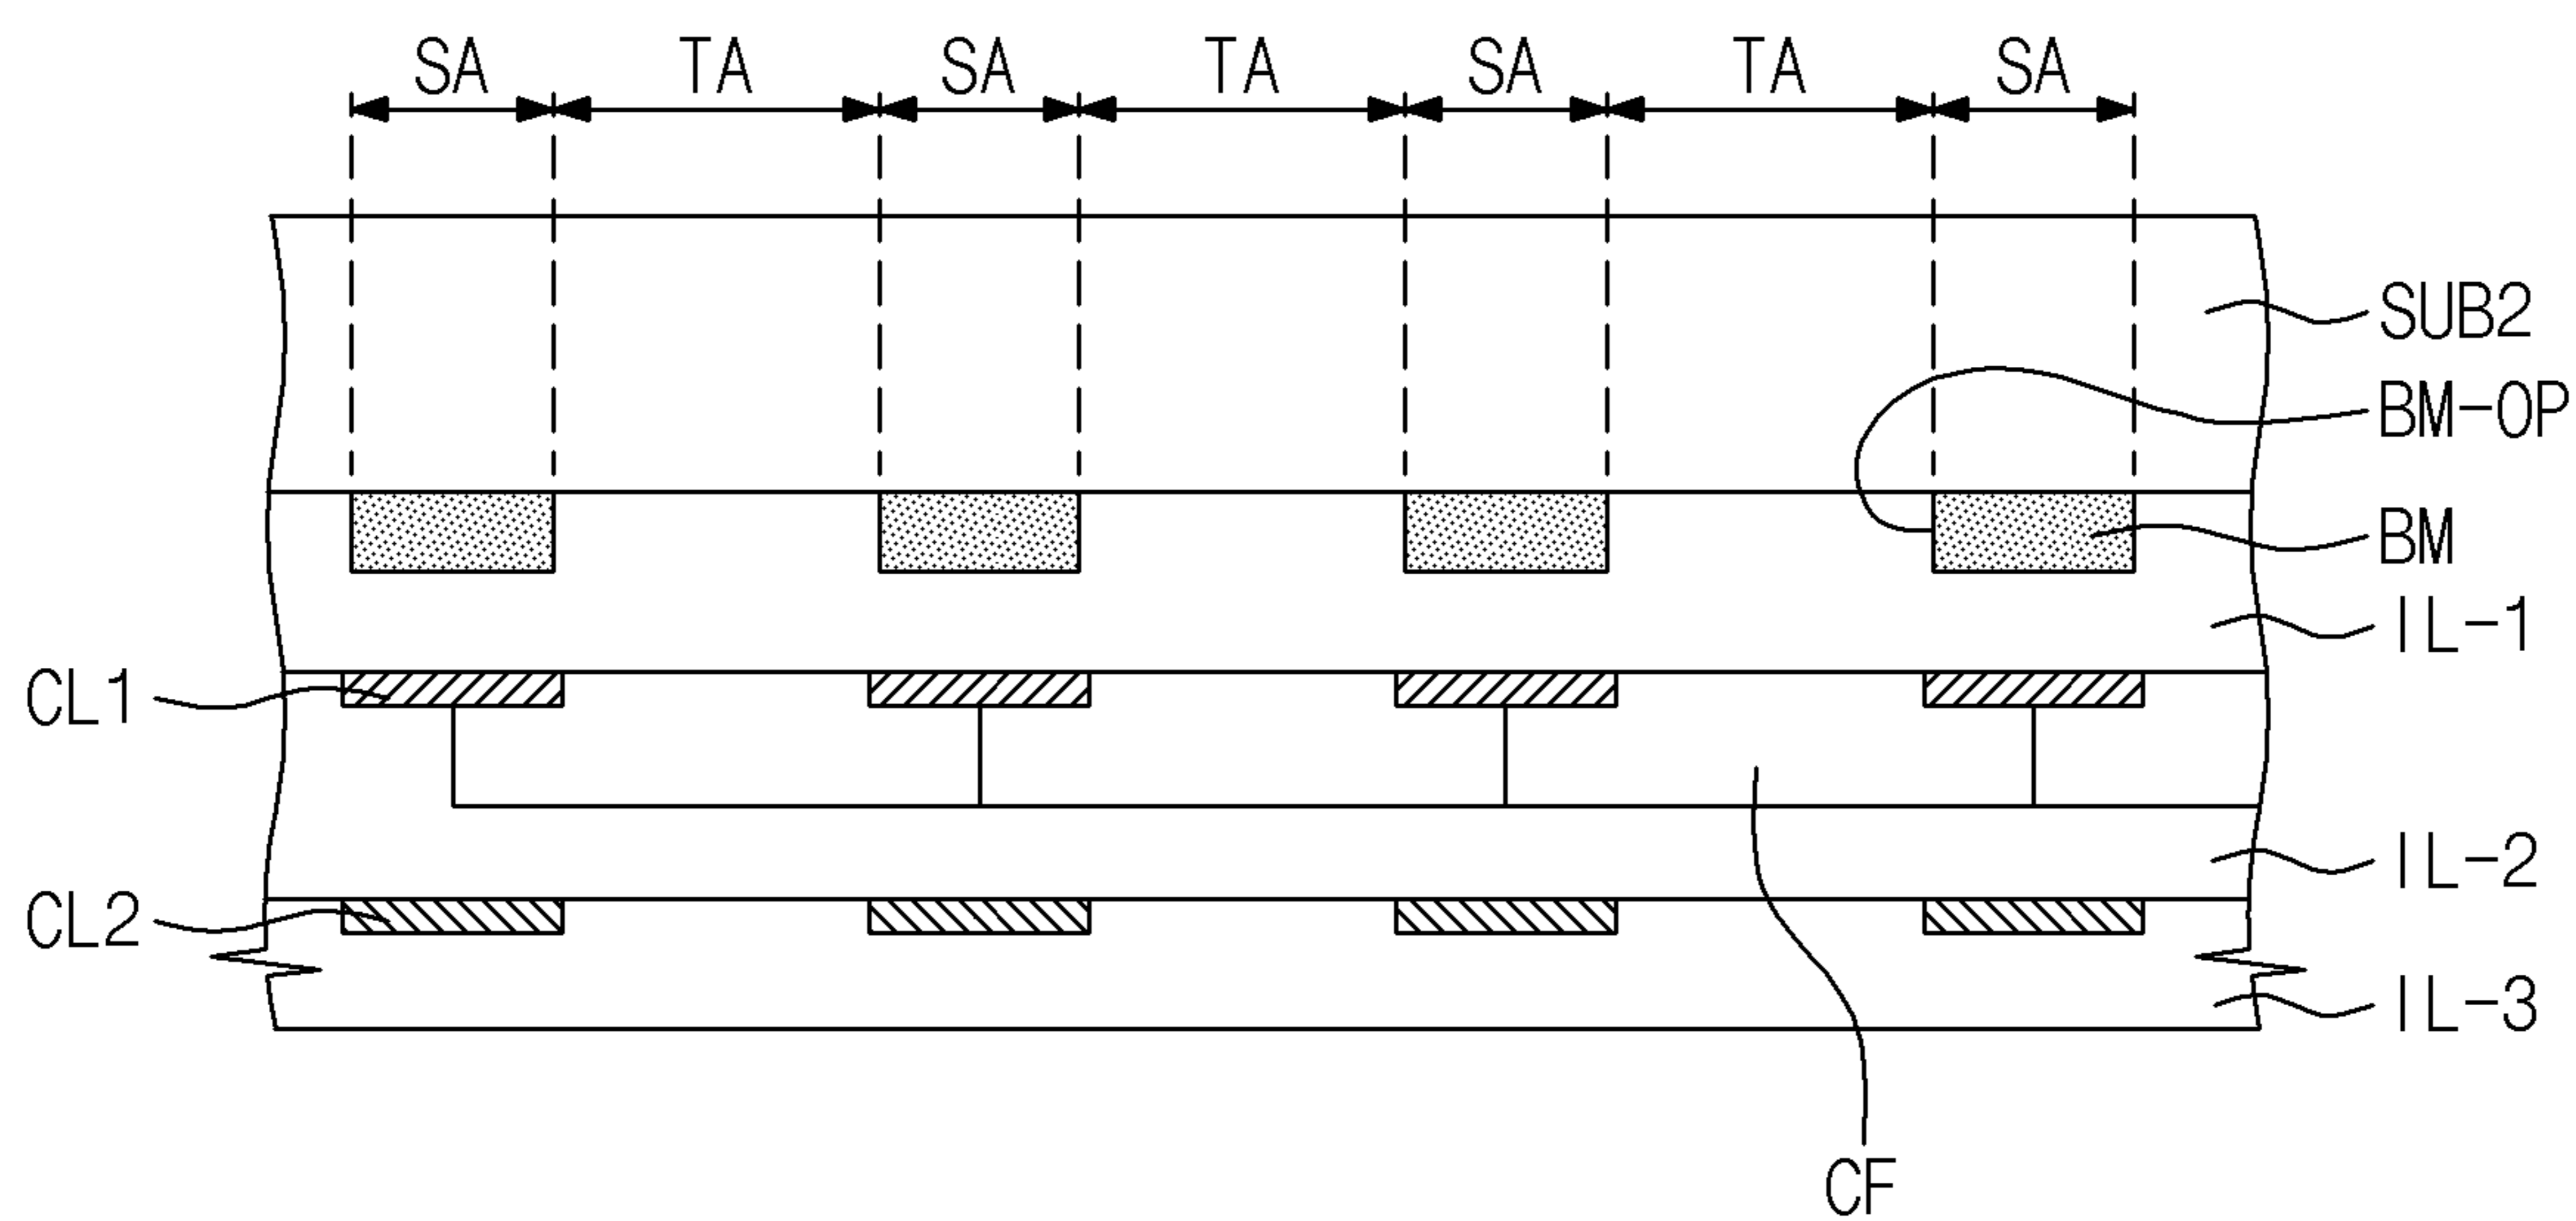 SA TA SA TA SA TA SA
SUB2
BM-OP
BM
IL-1
CL1
IL-2
CL2
IL-3
CF